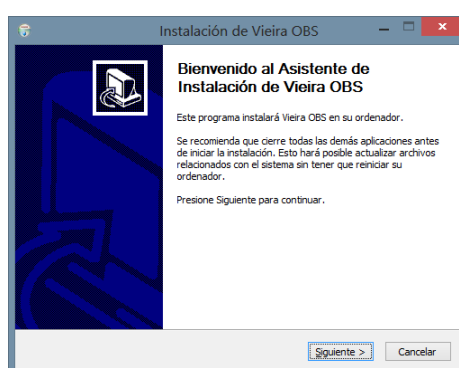 Instalación de Vieira OBS
Bienvenido al Asistente de
Instalación de Vieira OBS
Este programa instalará Vieira OBS en su ordenador.
Se recomienda que cierre todas las demás aplicaciones antes
de iniciar la instalación. Esto hará posible actualizar archivos
relacionados con el sistema sin tener que reiniciar su
ordenador.
Presione Siguiente para continuar.
Siguiente >
Cancelar